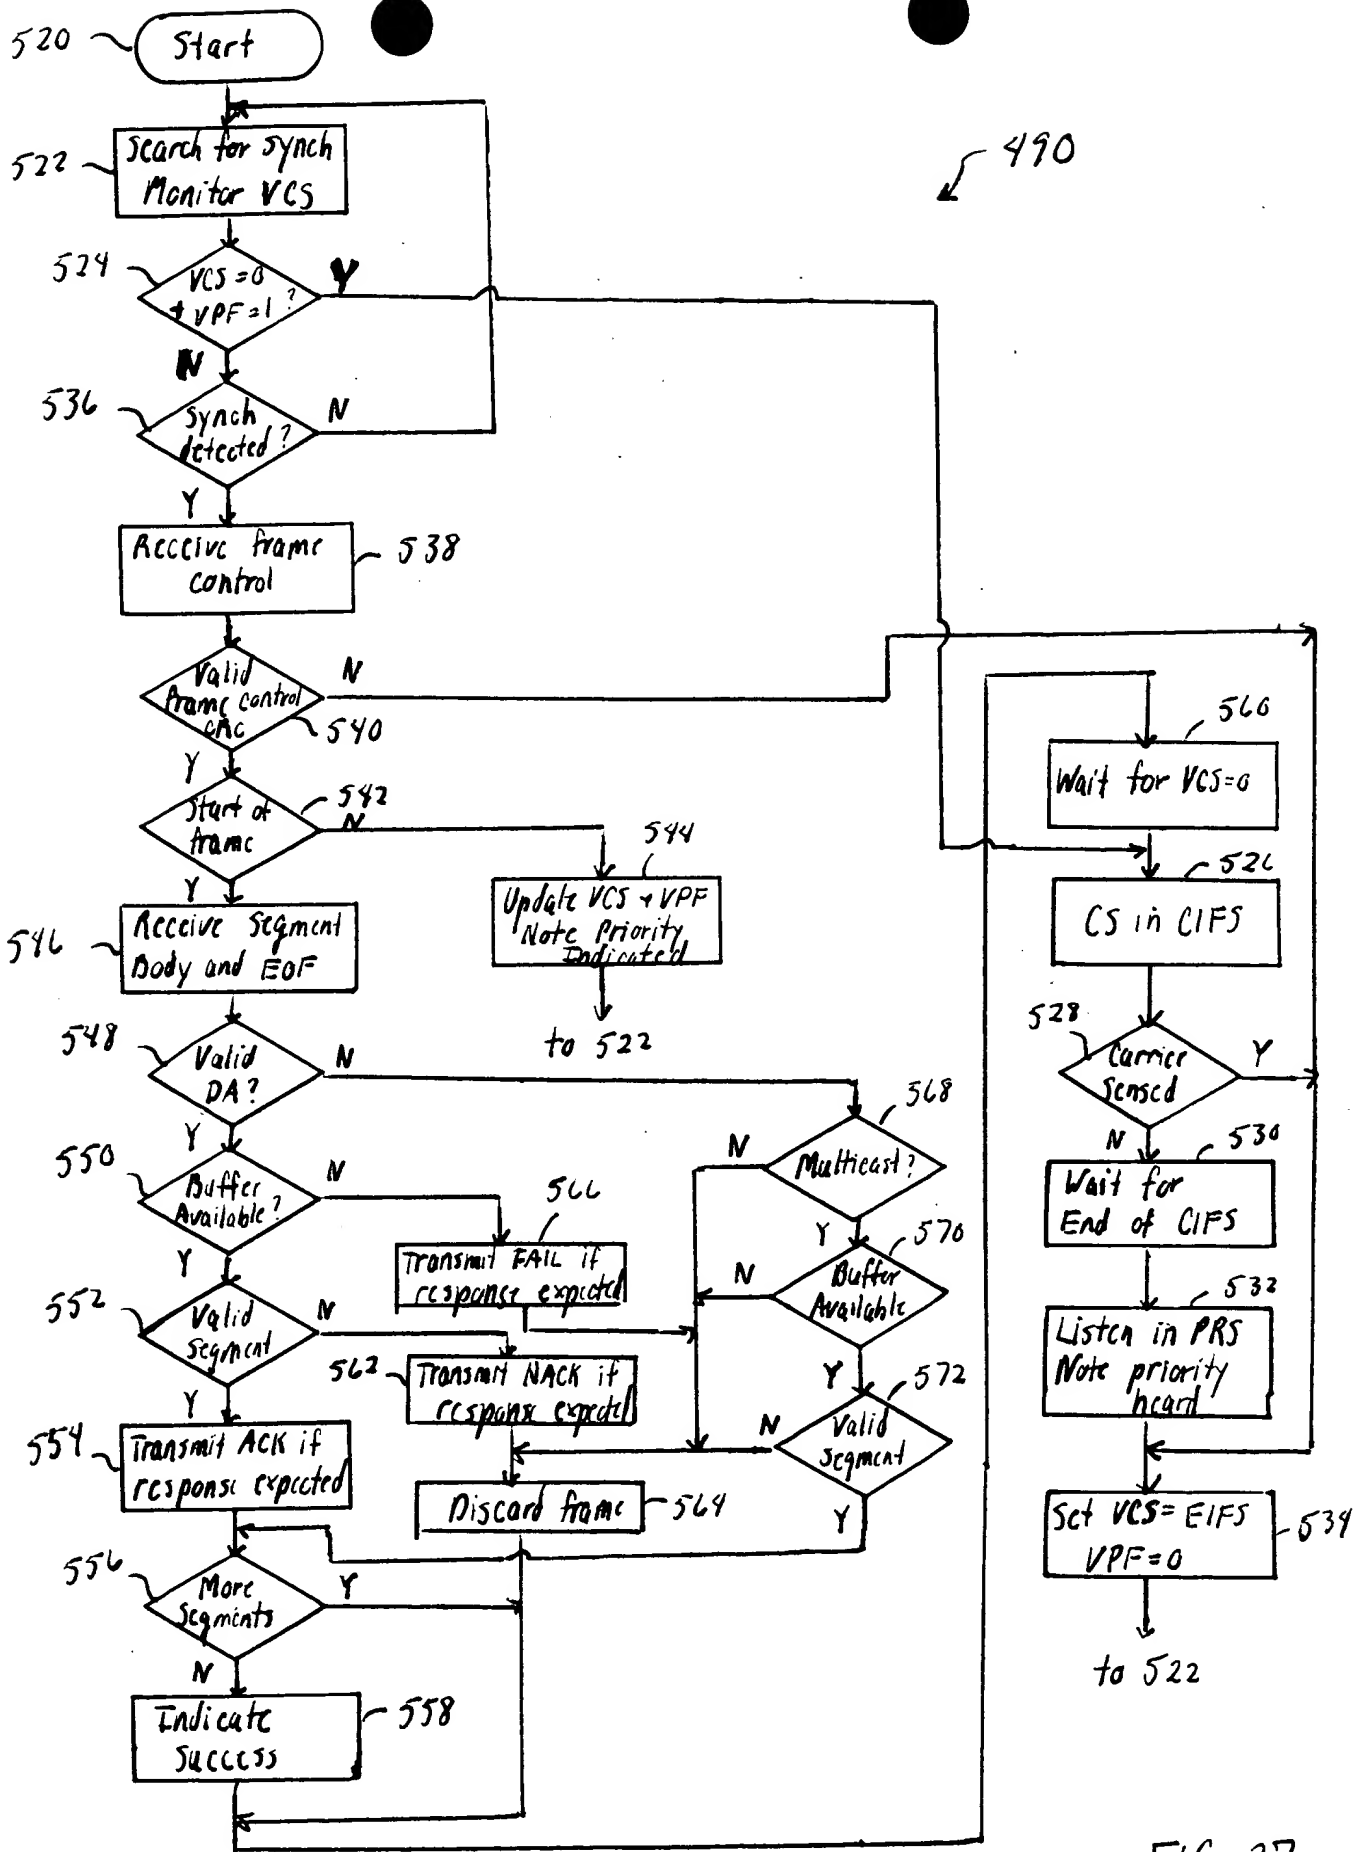 520
Start
490
522
Search for synch
Monitor VCS
524
VCS=0
+ VPF=1?
Y
N
536
Synch
detected?
N
Y
Receive frame
control
538
Valid
frame control
CRC
N
540
Y
Start of
frame
542
N
Y
544
Update VCS + VPF
Note Priority
Indicated
to 522
546
Receive Segment
Body and EOF
548
Valid
DA?
N
Y
550
Buffer
Available?
N
Y
566
Transmit FAIL if
response expected
552
Valid
segment
N
Y
562
Transmit NACK if
response expected
554
Transmit ACK if
response expected
Discard frame
564
556
More
segments
Y
N
Indicate
success
558
568
Multicast?
N
Y
570
Buffer
Available
N
Y
572
Valid
segment
N
Y
560
Wait for VCS=0
526
CS in CIFS
528
Carrier
sensed
Y
N
530
Wait for
End of CIFS
532
Listen in PRS
Note priority
heard
Set VCS= EIFS
VPF=0
534
to 522